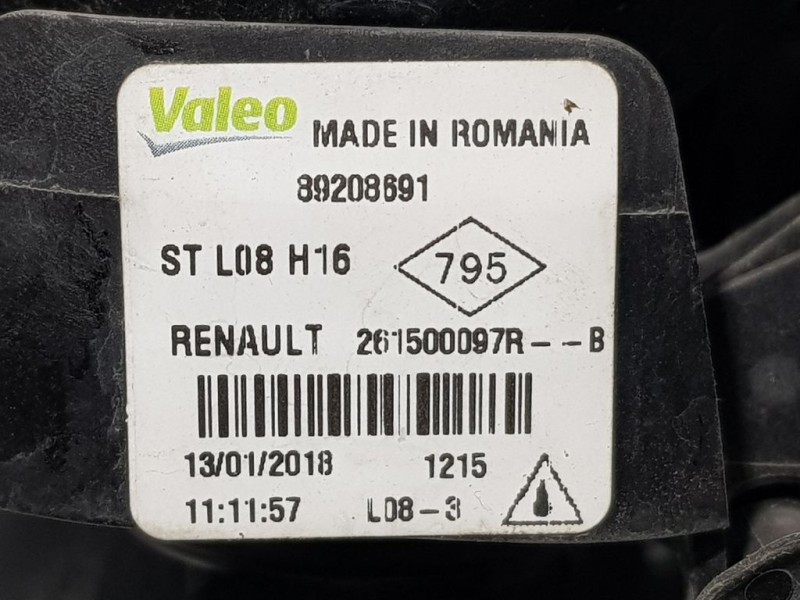 Valeo MADE IN ROMANIA
89208691
ST L08 H16 795
RENAULT 261500097R--B
13/01/2018 1215
11:11:57 L08-3